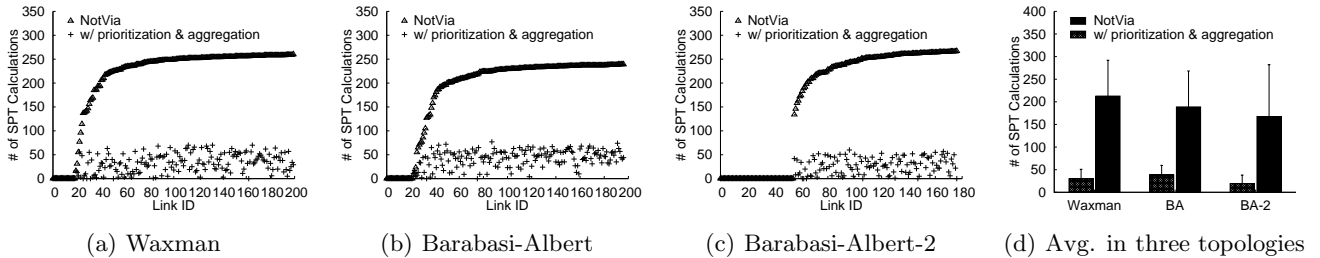 # of SPT Calculations
350
300
250
200
150
100
50
0
NotVia
w/ prioritization & aggregation
0 20 40 60 80 100 120 140 160 180 200
Link ID
(a) Waxman
# of SPT Calculations
350
300
250
200
150
100
50
0
NotVia
w/ prioritization & aggregation
0 20 40 60 80 100 120 140 160 180 200
Link ID
(b) Barabasi-Albert
# of SPT Calculations
350
300
250
200
150
100
50
0
NotVia
w/ prioritization & aggregation
0 20 40 60 80 100 120 140 160 180
Link ID
(c) Barabasi-Albert-2
# of SPT Calculations
400
350
300
250
200
150
100
50
0
NotVia
w/ prioritization & aggregation
Waxman BA BA-2
(d) Avg. in three topologies